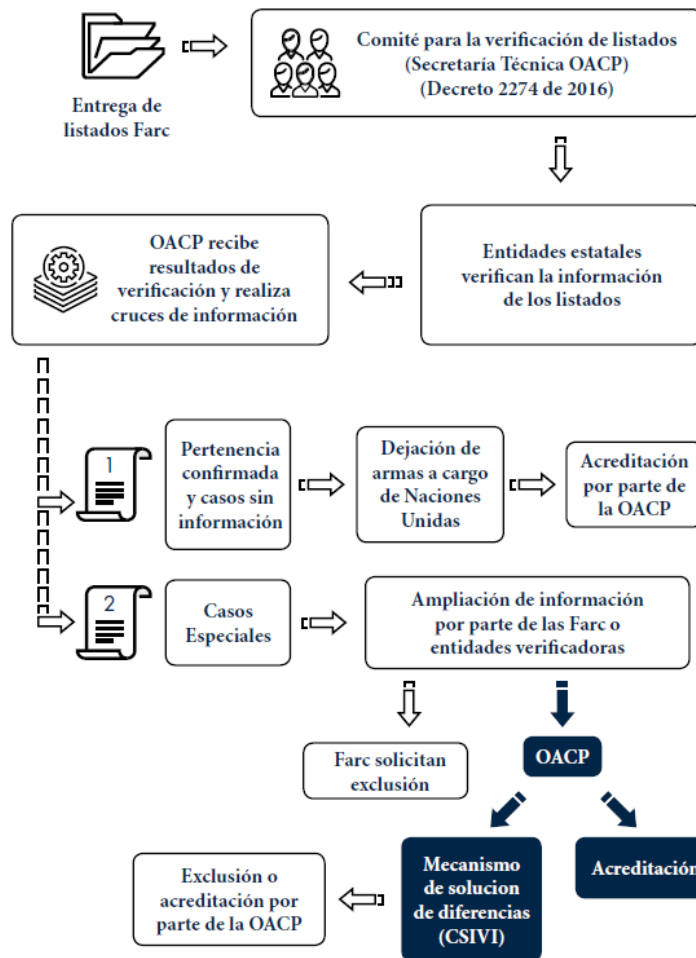 Entrega de
listados Farc
Comité para la verificación de listados
(Secretaría Técnica OACP)
(Decreto 2274 de 2016)
Entidades estatales
verifican la información
de los listados
OACP recibe
resultados de
verificación y realiza
cruces de información
1
Pertenencia
confirmada
y casos sin
información
Dejación de
armas a cargo
de Naciones
Unidas
Acreditación
por parte de
la OACP
2
Casos
Especiales
Ampliación de información
por parte de las Farc o
entidades verificadoras
Farc solicitan
exclusión
OACP
Mecanismo
de solucion
de diferencias
(CSIVI)
Acreditación
Exclusión o
acreditación por
parte de la OACP